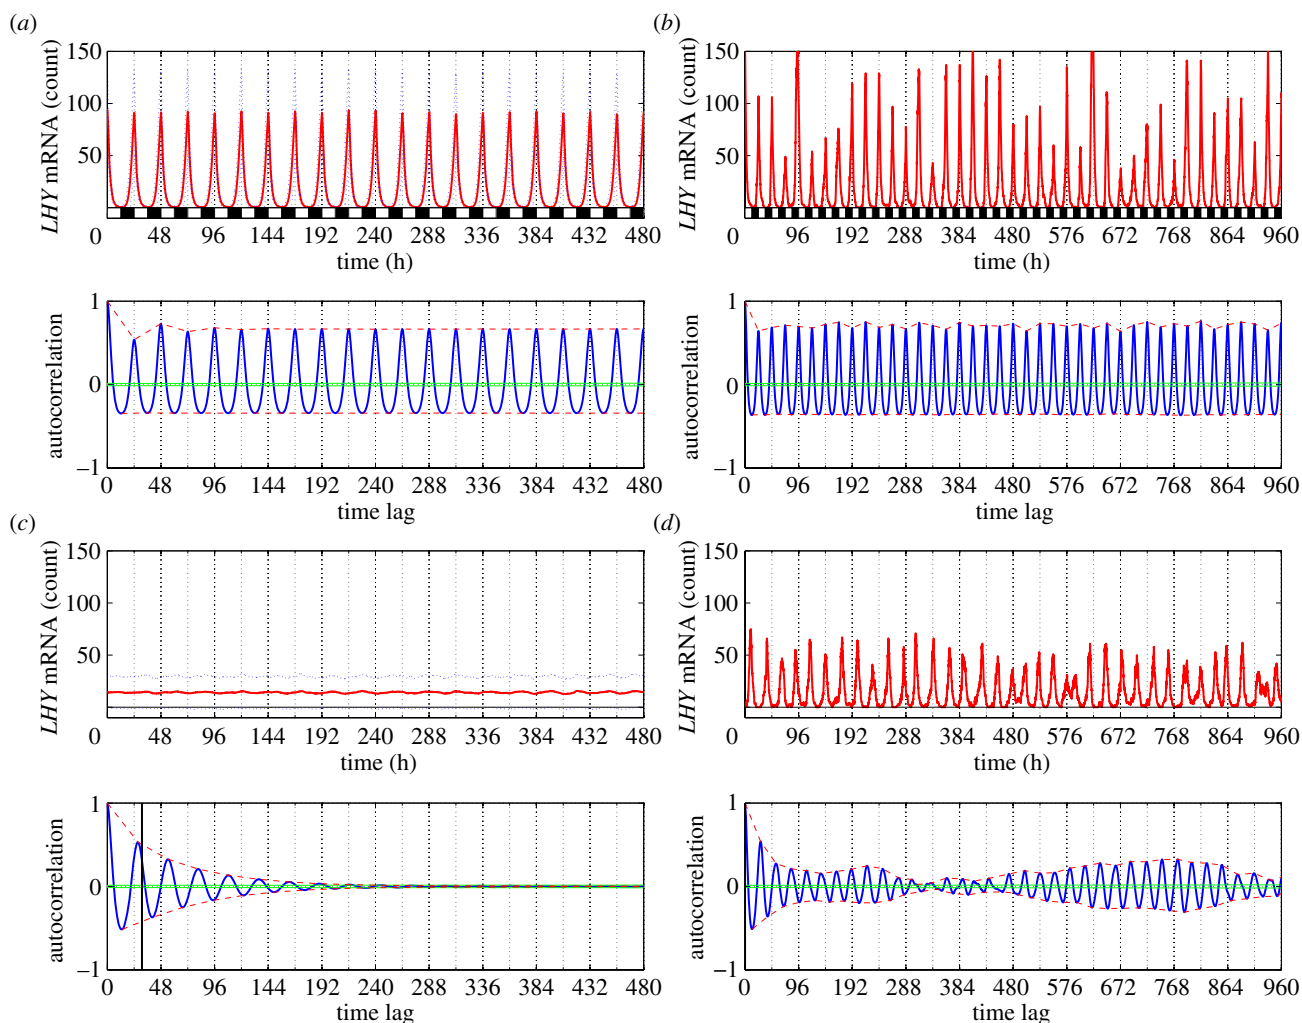 (a)
(b)
150
100
50
LHY mRNA (count)
0 48 96 144 192 240 288 336 384 432 480
time (h)
150
100
50
LHY mRNA (count)
0 96 192 288 384 480 576 672 768 864 960
time (h)
1
0
−1
autocorrelation
0 48 96 144 192 240 288 336 384 432 480
time lag
1
0
−1
autocorrelation
0 96 192 288 384 480 576 672 768 864 960
time lag
(c)
(d)
150
100
50
LHY mRNA (count)
0 48 96 144 192 240 288 336 384 432 480
time (h)
150
100
50
LHY mRNA (count)
0 96 192 288 384 480 576 672 768 864 960
time (h)
1
0
−1
autocorrelation
0 48 96 144 192 240 288 336 384 432 480
time lag
1
0
−1
autocorrelation
0 96 192 288 384 480 576 672 768 864 960
time lag